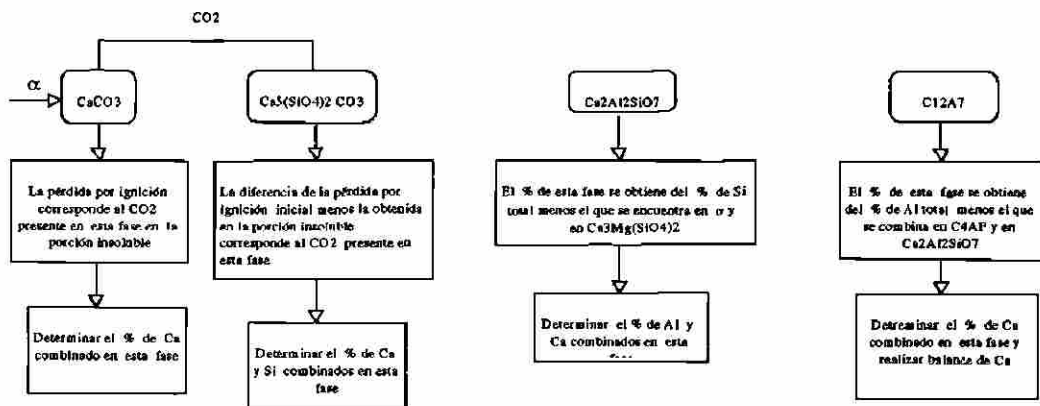 CO2
α
CaCO3
Ca5(SiO4)2 CO3
Ca2Al2SiO7
C12A7
La pérdida por ignición
corresponde al CO2
presente en esta fase en la
porción insoluble
La diferencia de la pérdida por
ignición inicial menos la obtenida
en la porción insoluble
corresponde al CO2 presente en
esta fase
El % de esta fase se obtiene del % de Si
total menos el que se encuentra en σ y
en Ca3Mg(SiO4)2
El % de esta fase se obtiene
del % de Al total menos el que
se combina en C4AF y en
Ca2Al2SiO7
Determinar el % de Ca
combinado en esta fase
Determinar el % de Ca
y Si combinados en esta
fase
Determinar el % de Al y
Ca combinados en esta
Detreminar el % de Ca
combinado en esta fase y
realizar balance de Ca